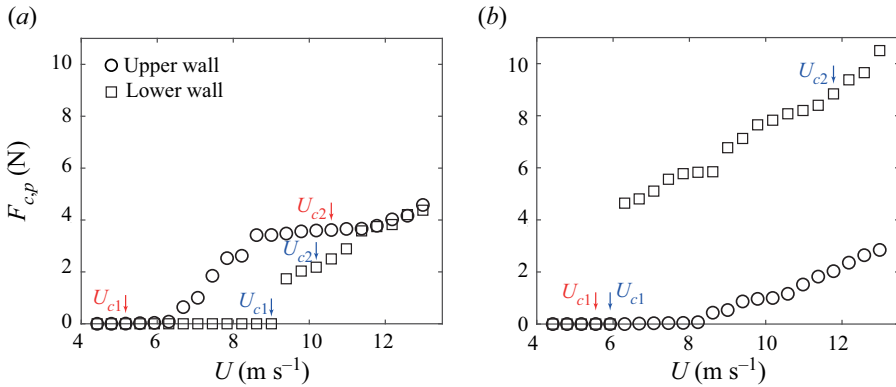 (a)
(b)
10
8
6
4
2
0
F_{c,p} (N)
Upper wall
Lower wall
U_{c1}
U_{c1}
U_{c2}
U_{c2}
4
6
8
10
12
U (m s⁻¹)
10
8
6
4
2
0
U_{c2}
U_{c1}
U_{c1}
4
6
8
10
12
U (m s⁻¹)